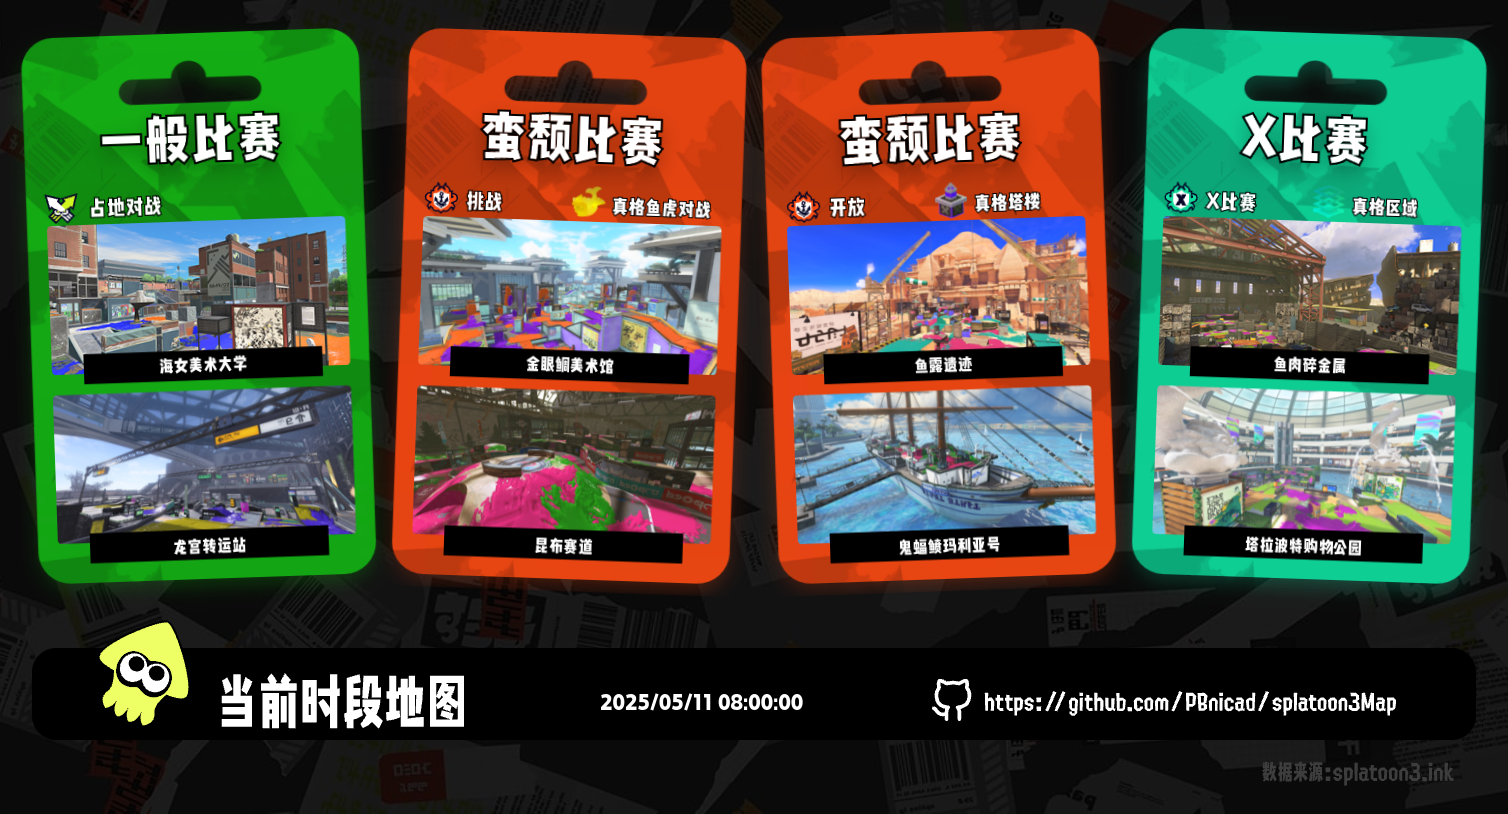 一般比赛
占地对战
海女美术大学
龙宫转运站
蛮颓比赛
挑战
真格鱼虎对战
金眼鲷美术馆
昆布赛道
蛮颓比赛
开放
真格塔楼
鱼露遗迹
鬼蝠鲼玛利亚号
X比赛
X比赛
真格区域
鱼肉碎金属
塔拉波特购物公园
当前时段地图
2025/05/11 08:00:00
https://github.com/PBnicad/splatoon3Map
数据来源:splatoon3.ink